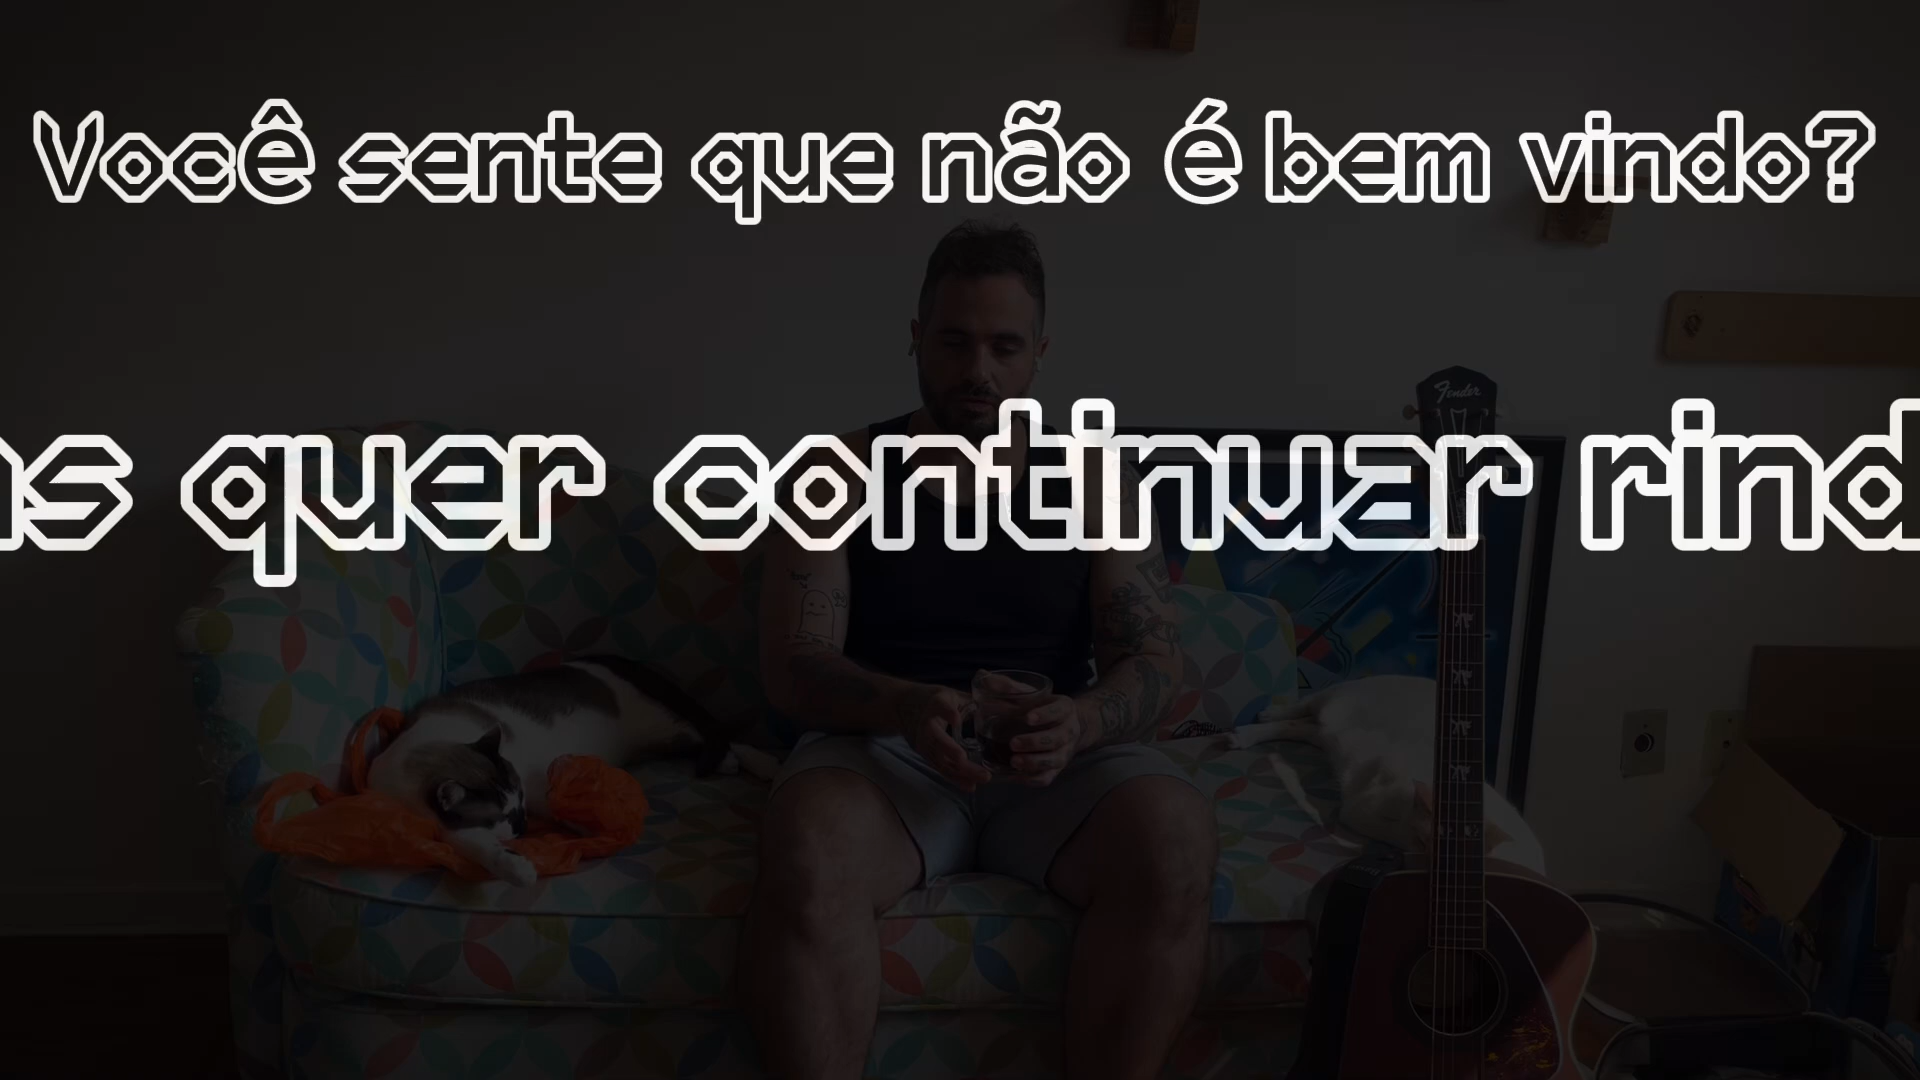 Você sente que não é bem vindo?
quer continuar
Fender